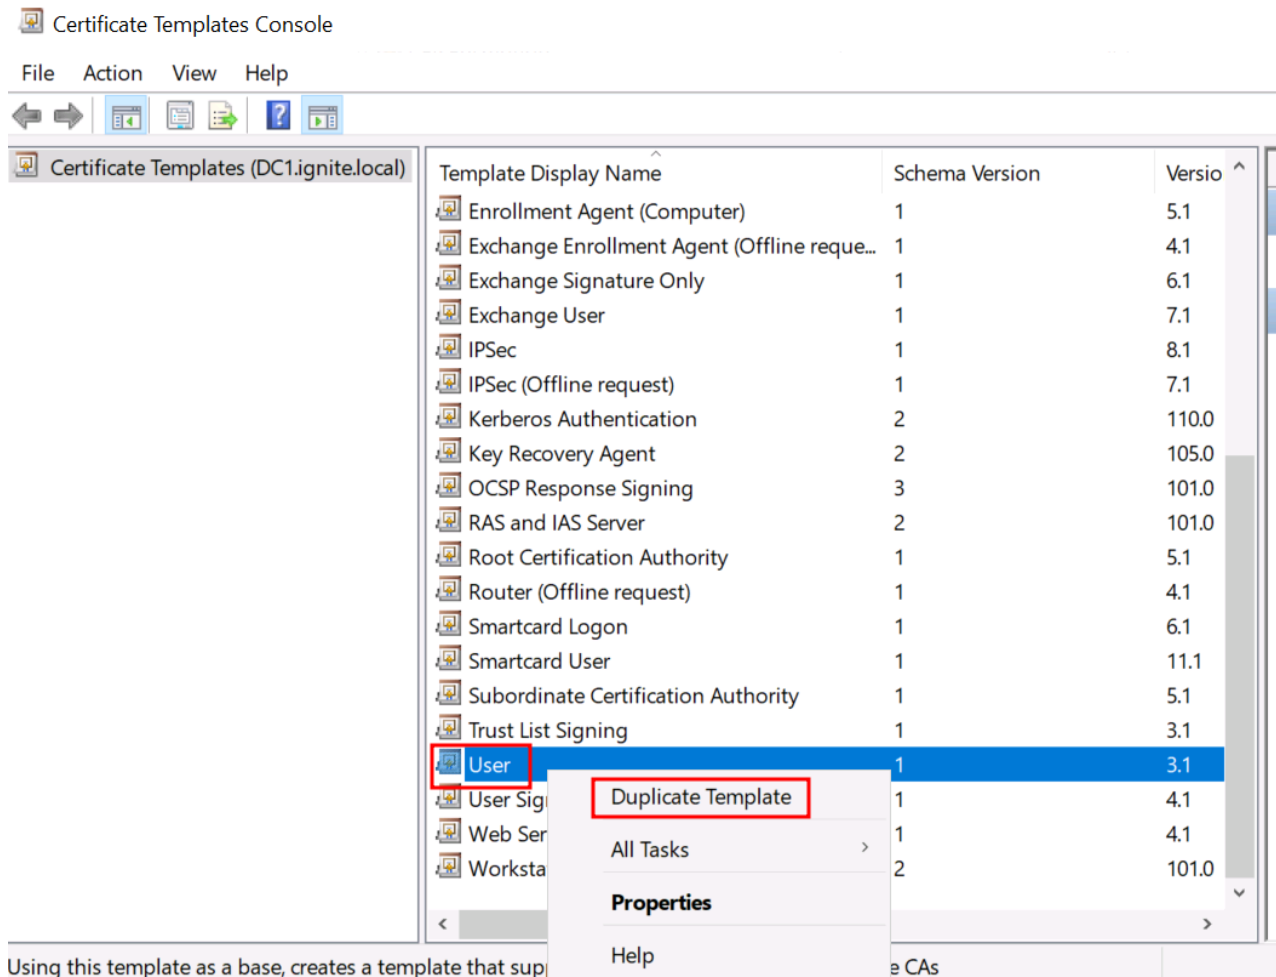 Certificate Templates Console
File Action View Help
Certificate Templates (DC1.ignite.local)
Template Display Name Schema Version Versio
Enrollment Agent (Computer) 1 5.1
Exchange Enrollment Agent (Offline reque... 1 4.1
Exchange Signature Only 1 6.1
Exchange User 1 7.1
IPSec 1 8.1
IPSec (Offline request) 1 7.1
Kerberos Authentication 2 110.0
Key Recovery Agent 2 105.0
OCSP Response Signing 3 101.0
RAS and IAS Server 2 101.0
Root Certification Authority 1 5.1
Router (Offline request) 1 4.1
Smartcard Logon 1 6.1
Smartcard User 1 11.1
Subordinate Certification Authority 1 5.1
Trust List Signing 1 3.1
User 1 3.1
User Sig 1 4.1
Web Ser 1 4.1
Worksta 2 101.0
Duplicate Template
All Tasks
Properties
Help
Using this template as a base, creates a template that sup e CAs